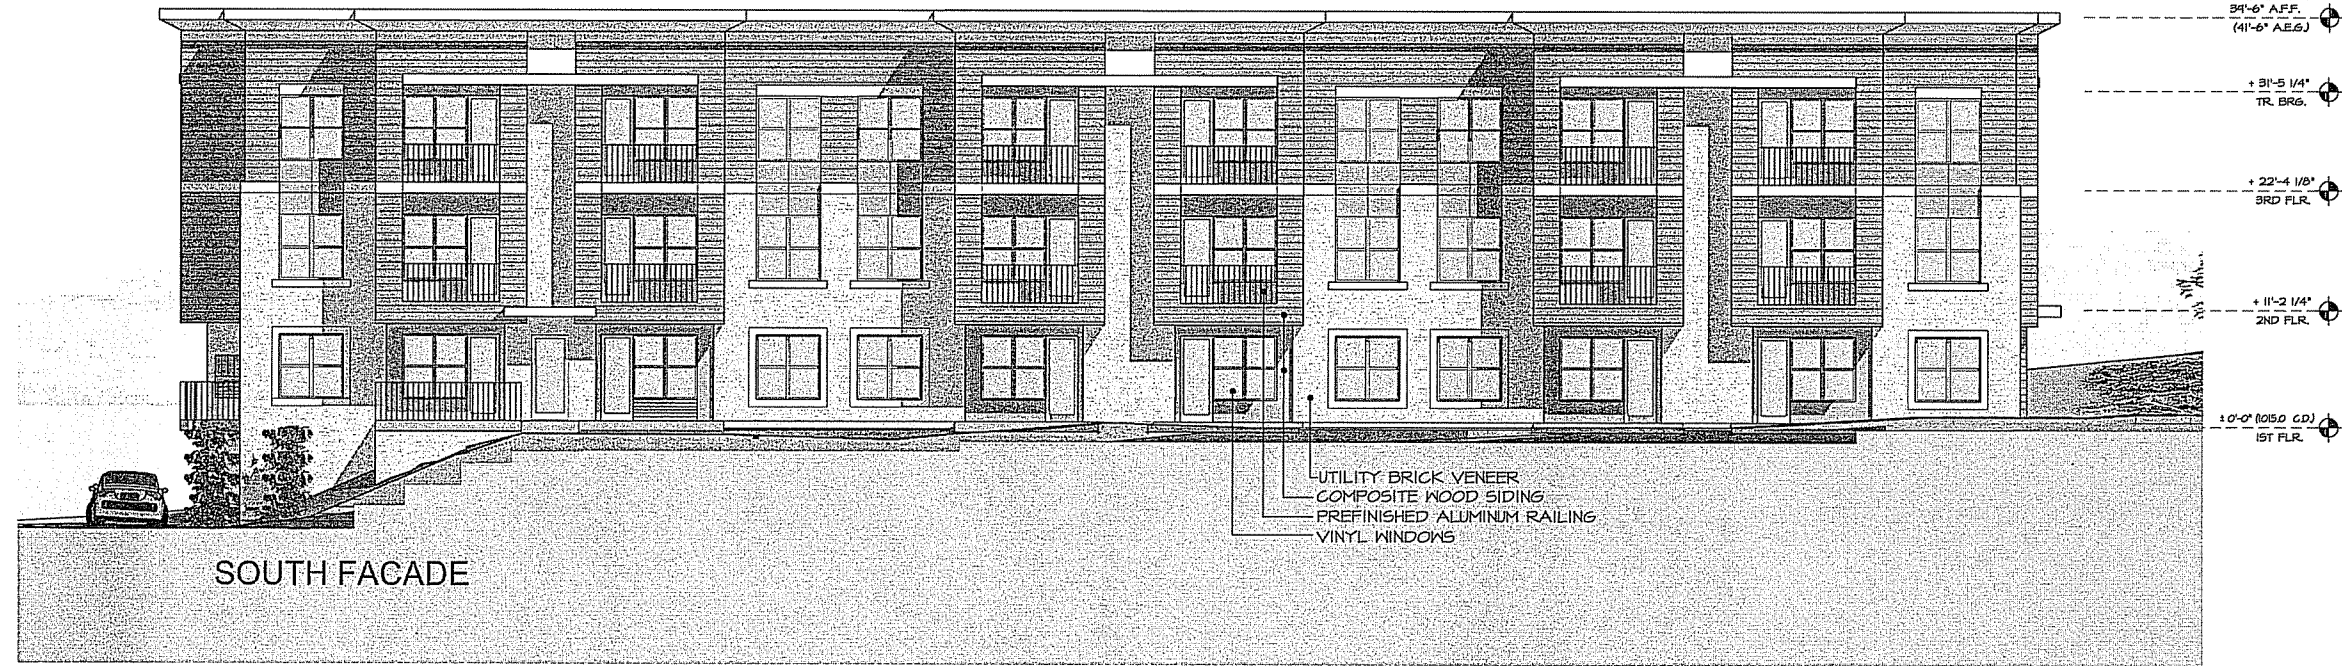 39'-6" A.F.F.
(41'-6" A.E.G.)
+ 31'-5 1/4"
TR. BRG.
+ 22'-4 1/8"
3RD FLR.
+ 11'-2 1/4"
2ND FLR.
± 0'-0" (1015.0 C.D.)
1ST FLR.
UTILITY BRICK VENEER
COMPOSITE WOOD SIDING
PREFINISHED ALUMINUM RAILING
VINYL WINDOWS
SOUTH FACADE